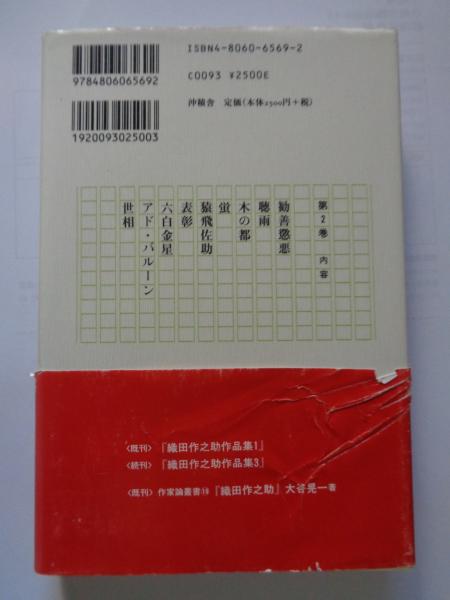 ISBN4-8060-6569-2
9784806065692
C0093 ¥2500E
沖積舎 定価(本体2500円+税)
1920093025003
第2巻 内容
勧善懲悪
聴雨
木の都
蛍
猿飛佐助
表彰
六白金星
アド・バルーン
世相
〈既刊〉『織田作之助作品集1』
〈続刊〉『織田作之助作品集3』
〈既刊〉作家論叢書⑲『織田作之助』大谷晃一著